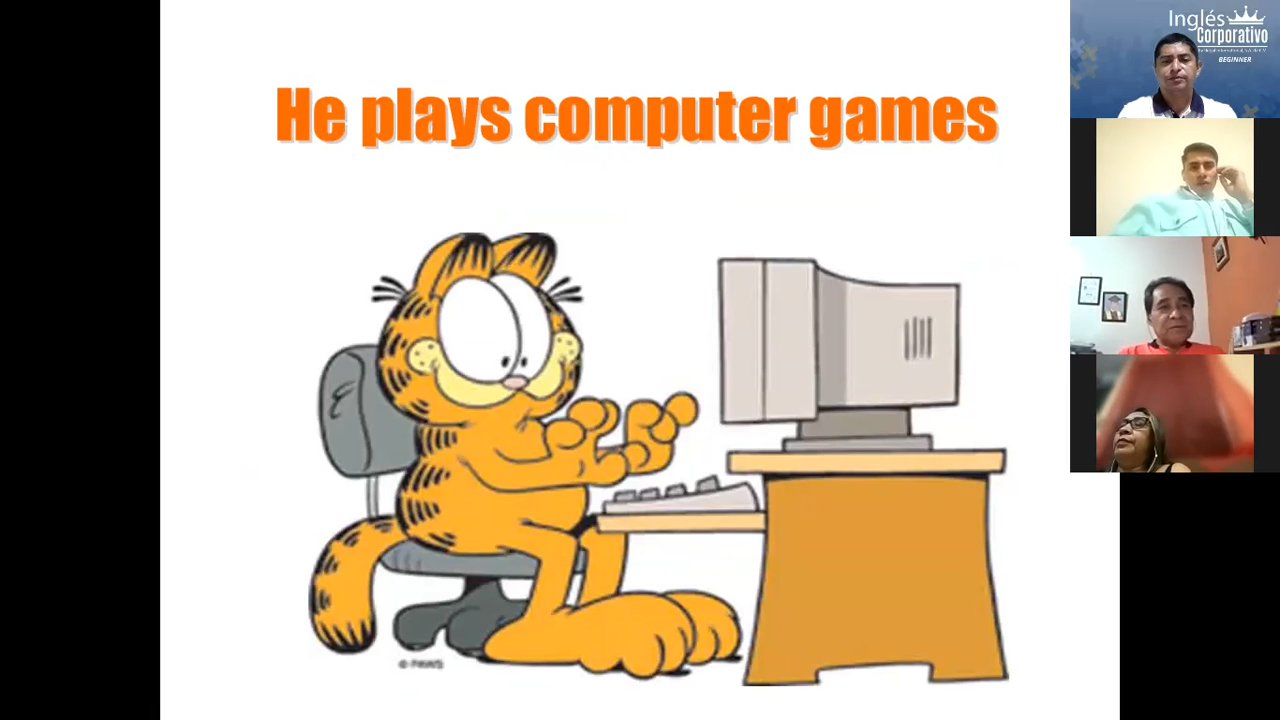 He plays computer games
© PAWS
Inglés
Corporativo
BEGINNER